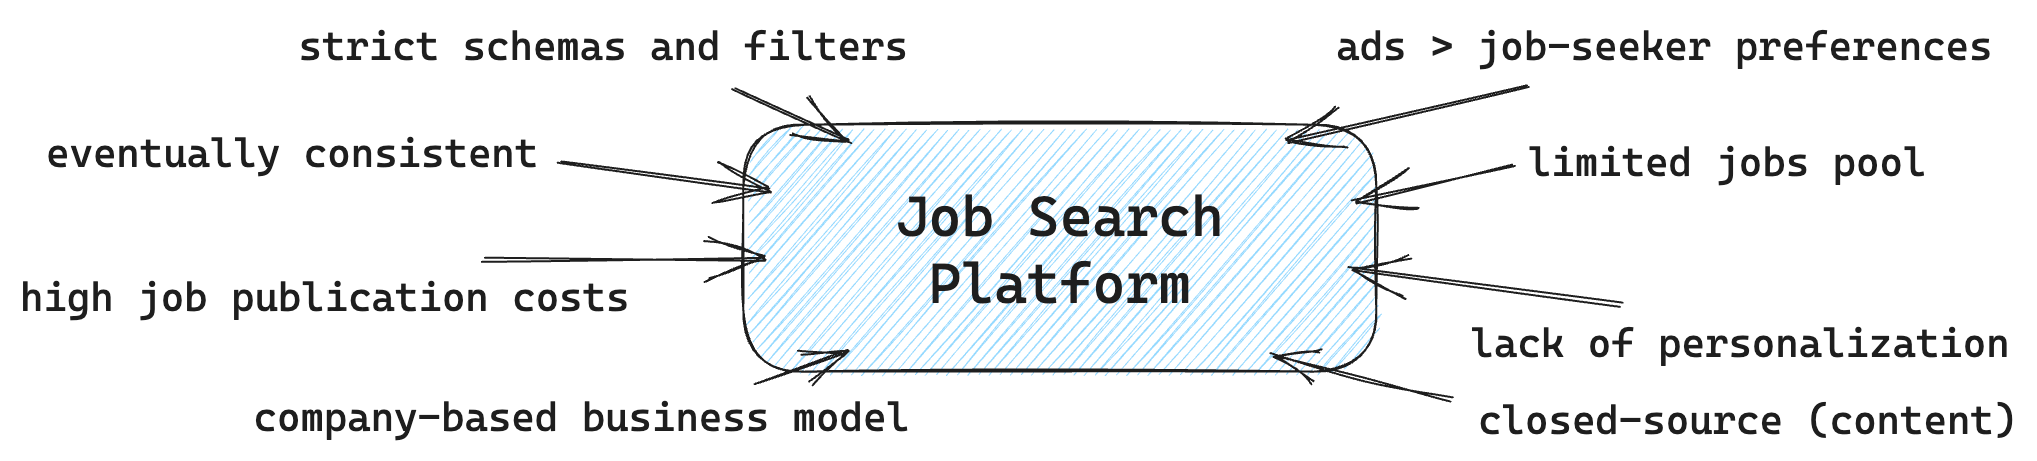 strict schemas and filters
ads > job-seeker preferences
eventually consistent
limited jobs pool
Job Search
Platform
high job publication costs
lack of personalization
company-based business model
closed-source (content)